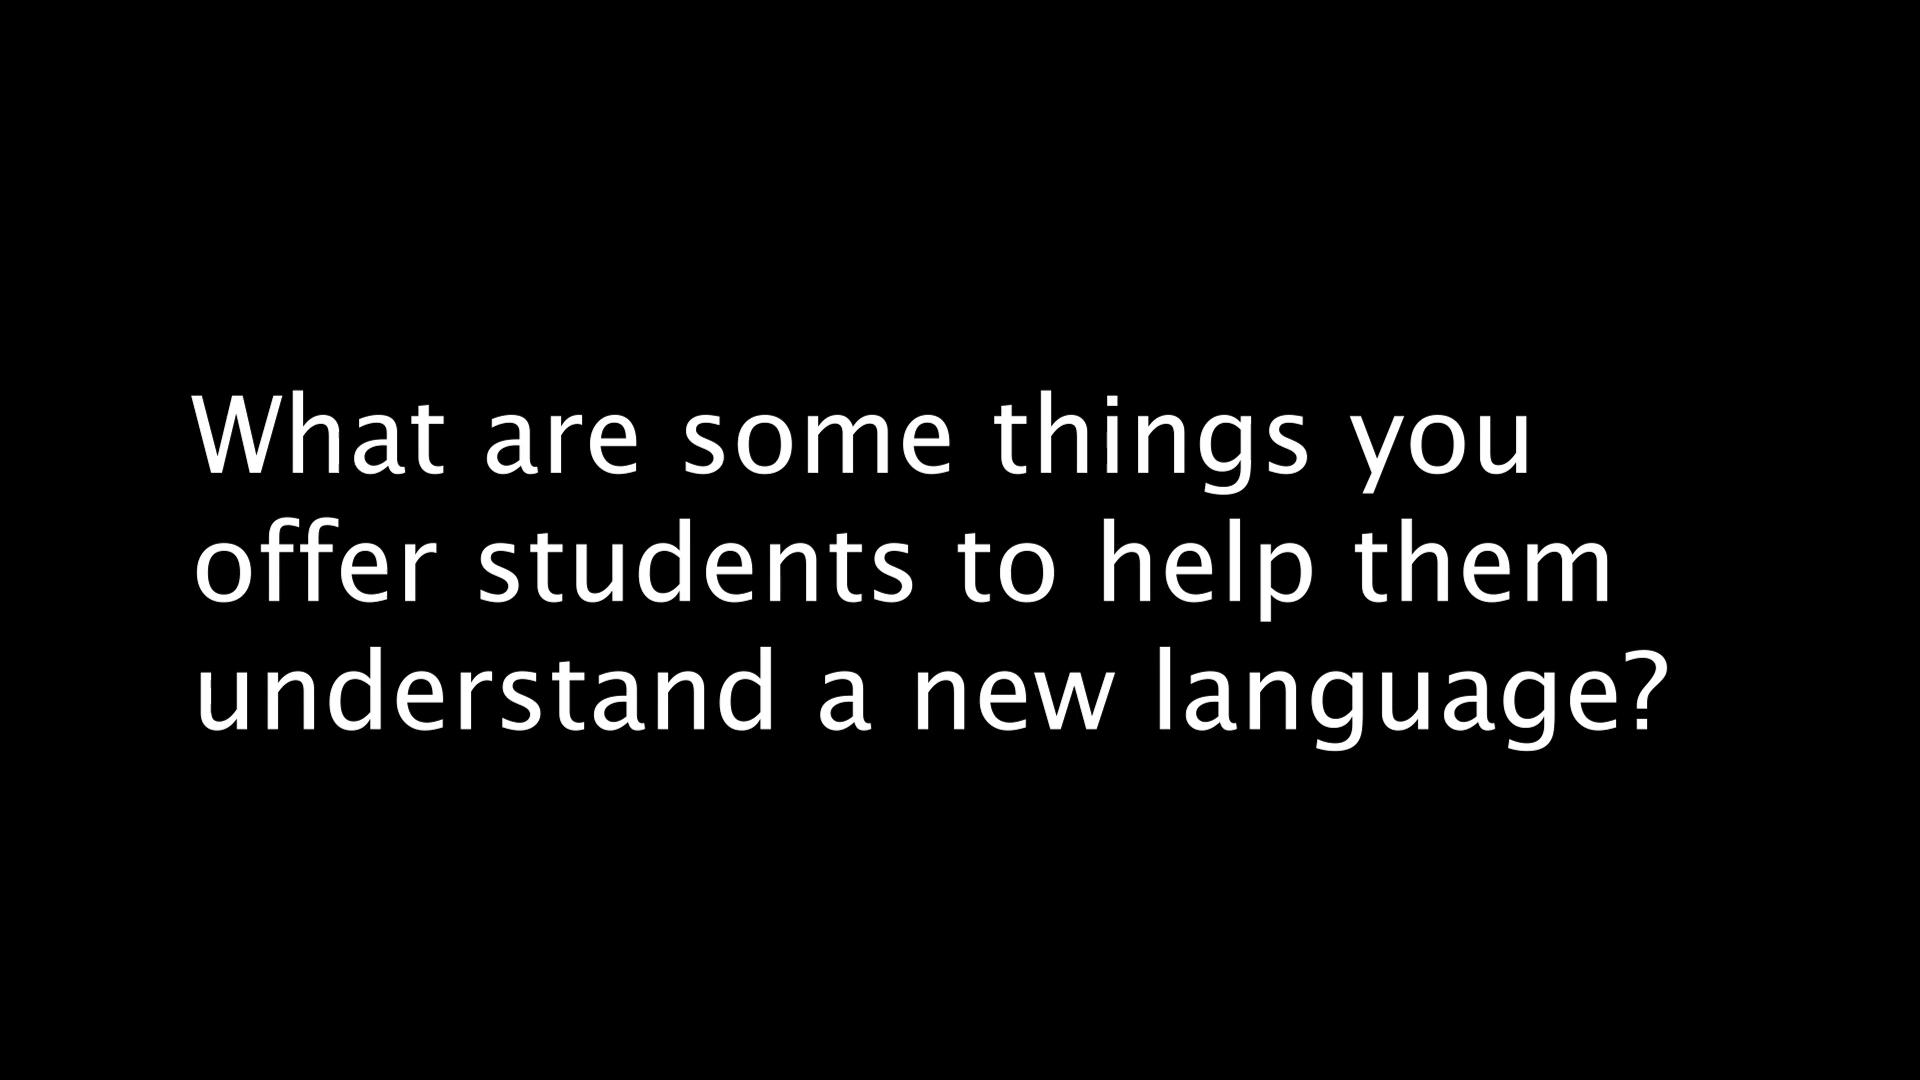 What are some things you
offer students to help them
understand a new language?